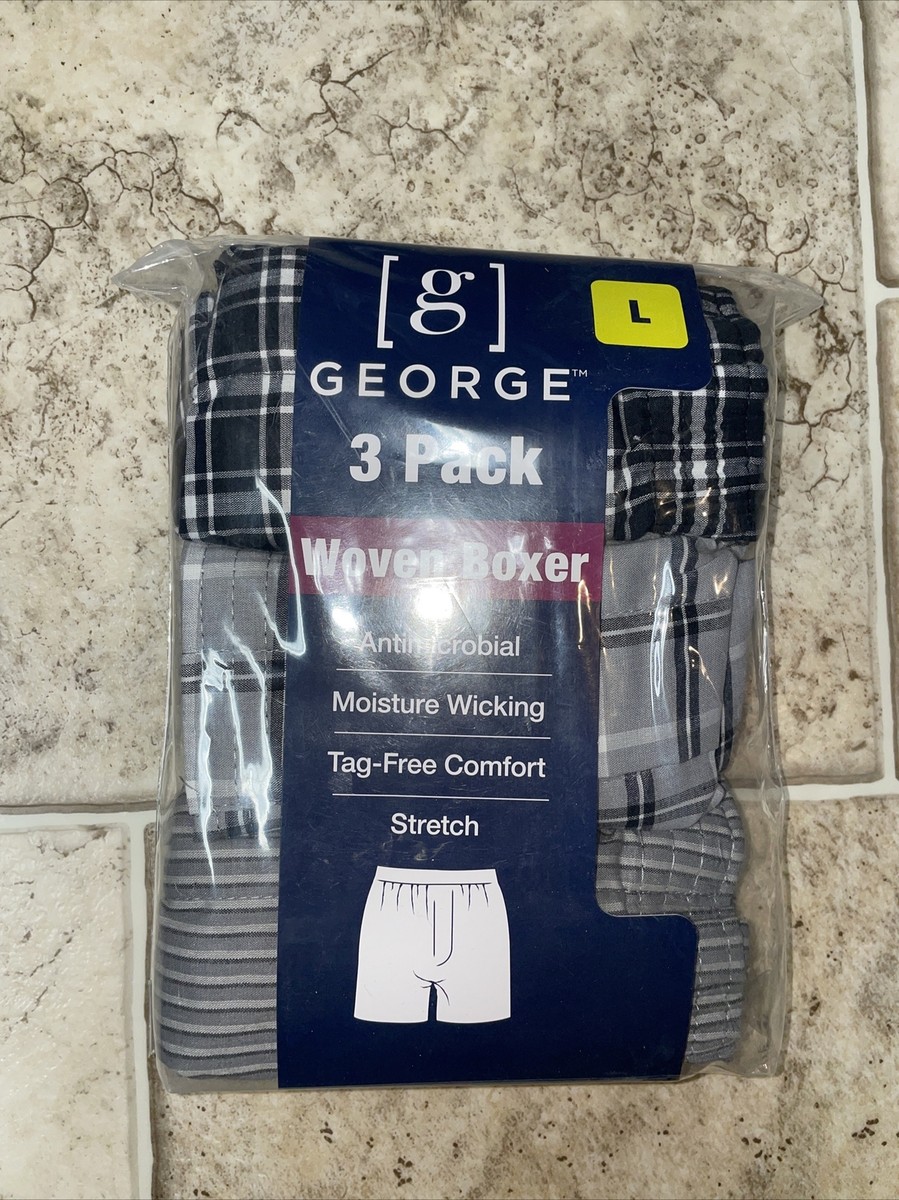 [g]
L
GEORGE™
3 Pack
Woven Boxer
Antimicrobial
Moisture Wicking
Tag-Free Comfort
Stretch